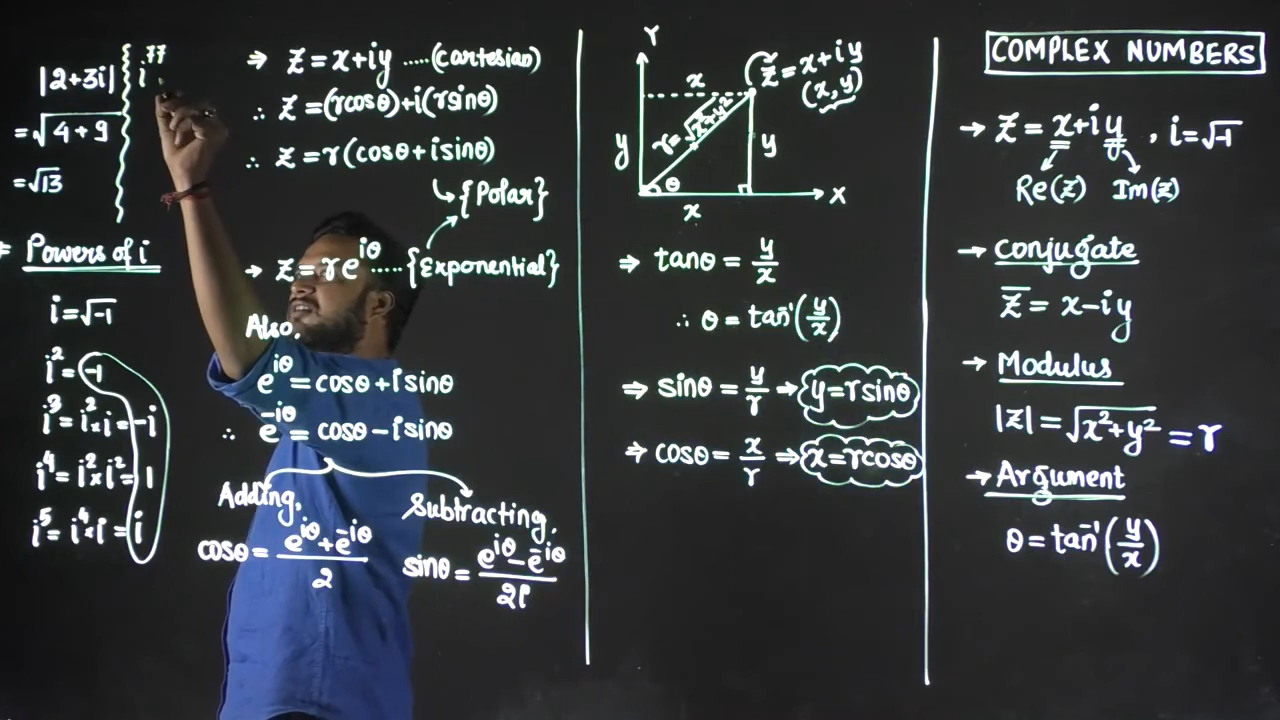 COMPLEX NUMBERS
→ z = x+iy , i=√-1
Re(z) Im(z)
→ Conjugate
z̅ = x-iy
→ Modulus
|z| = √x²+y² = r
→ Argument
θ = tan⁻¹(y/x)
Y
z = x+iy
(x,y)
x
r = √x²+y²
y
y
θ
X
x
⇒ tanθ = y/x
∴ θ = tan⁻¹(y/x)
⇒ sinθ = y/r → y=rsinθ
⇒ cosθ = x/r → x=rcosθ
⇒ z = x+iy ....(cartesian)
∴ z = (rcosθ)+i(rsinθ)
∴ z = r(cosθ+isinθ)
↳{Polar}
→ z = re^iθ ....{Exponential}
Also,
e^iθ = cosθ+isinθ
∴ e^-iθ = cosθ-isinθ
Adding,
cosθ = e^iθ+e^-iθ/2
Subtracting,
sinθ = e^iθ-e^-iθ/2i
|2+3i|
=√4+9
=√13
i^77
Powers of i
i=√-1
i²=-1
i³=i²×i=-i
i⁴=i²×i²=1
i⁵=i⁴×i=i